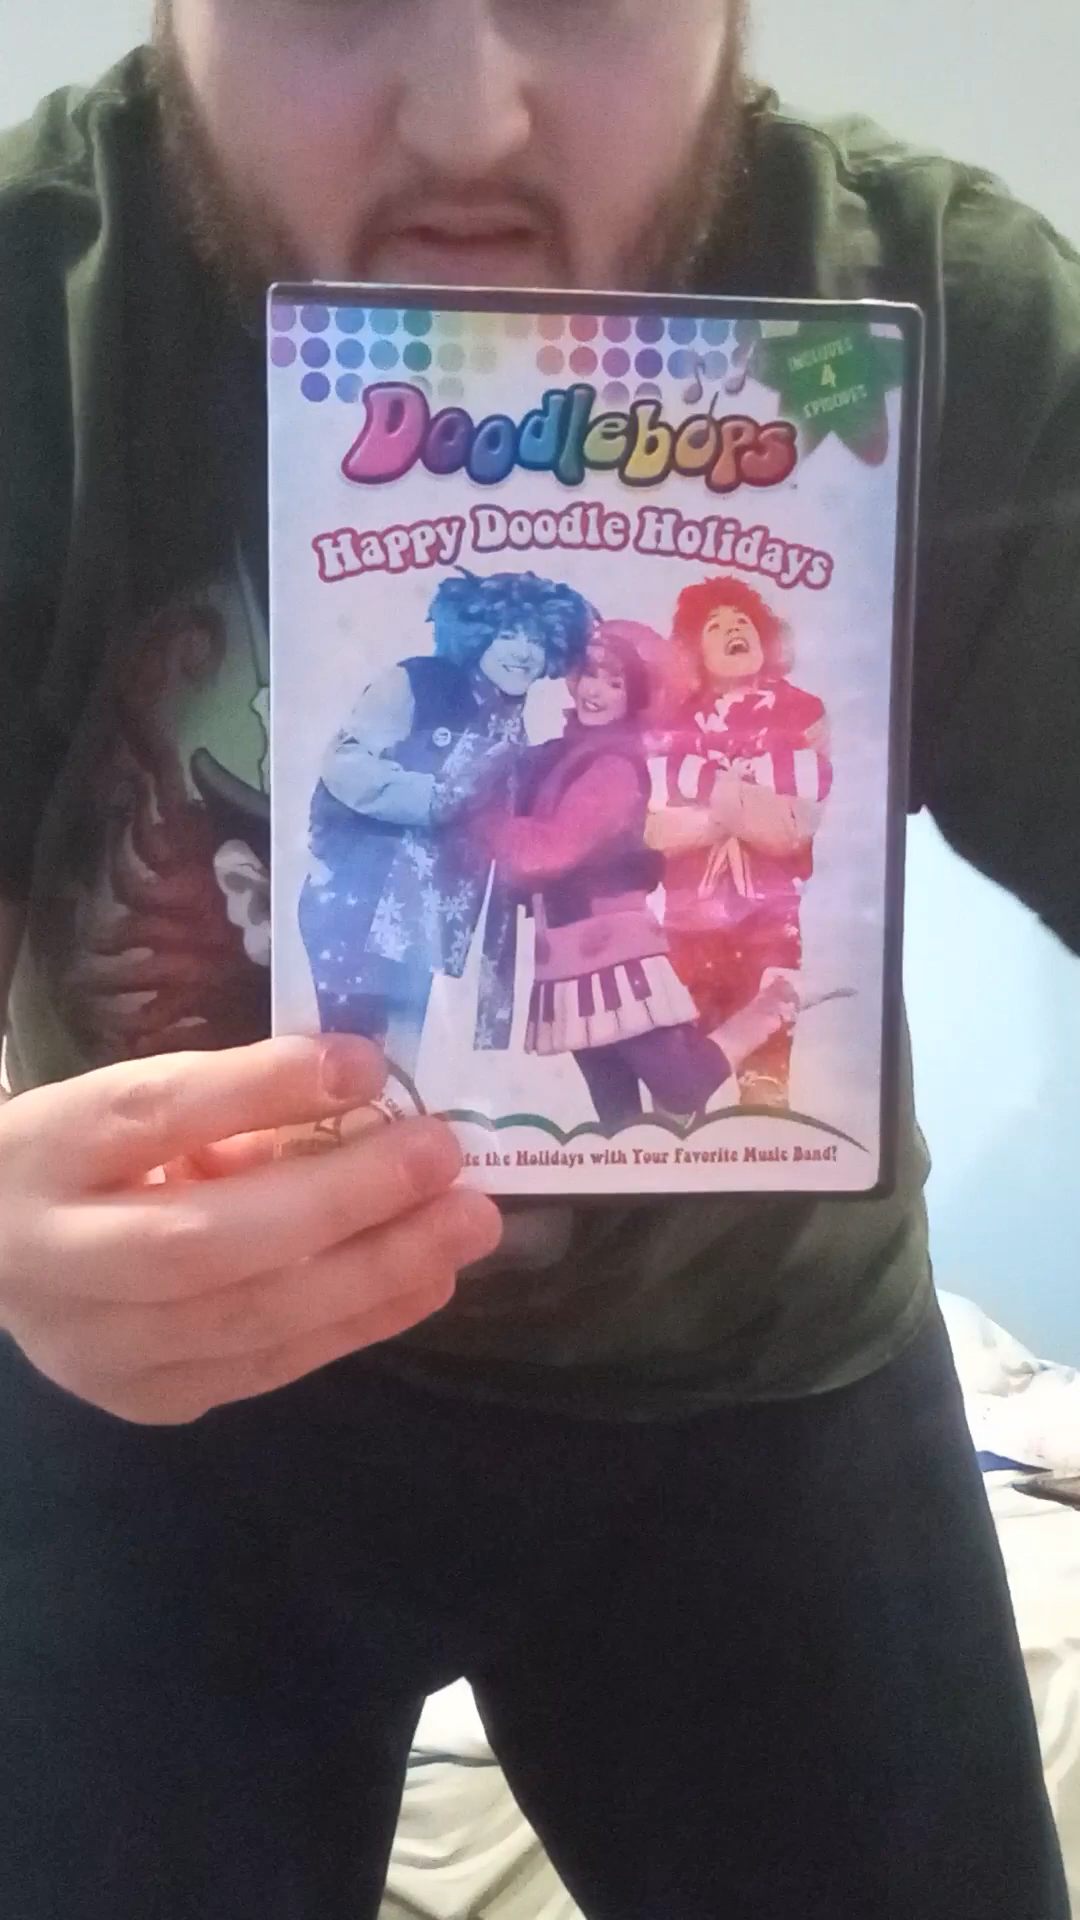 INCLUDES
4
EPISODES
Doodlebops
Happy Doodle Holidays
the Holidays with Your Favorite Music Band!